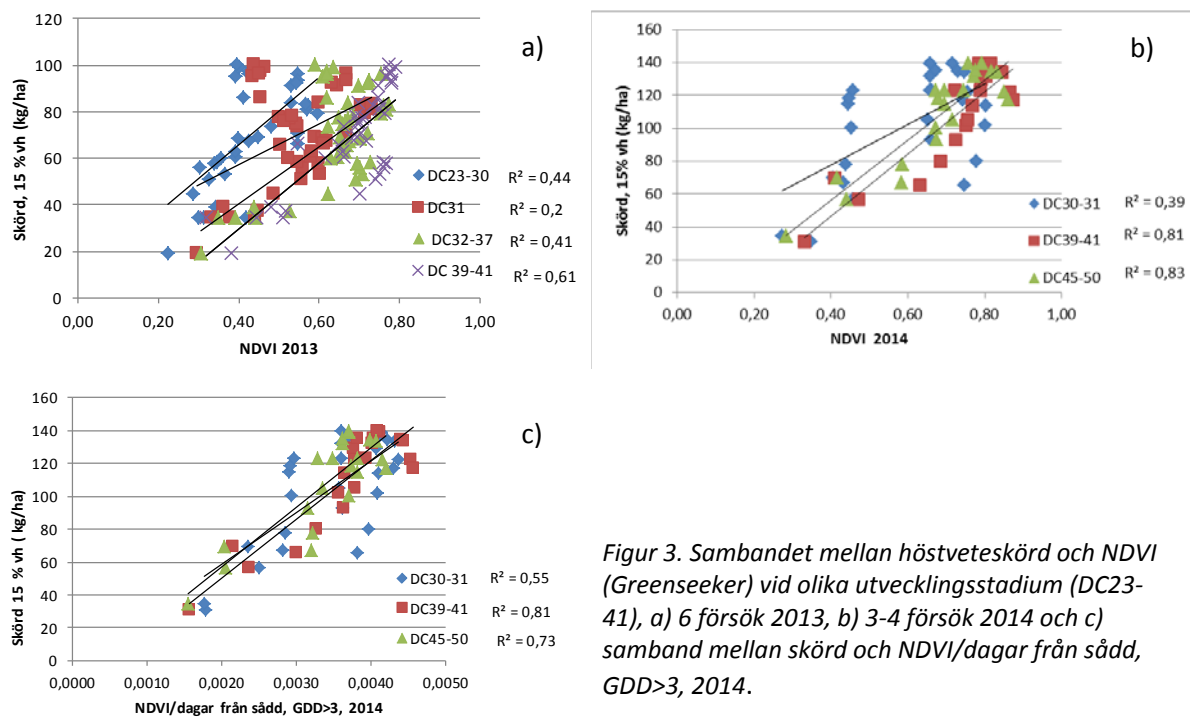 a)
120
100
80
60
40
20
0
Skörd, 15 % vh (kg/ha)
DC23-30 R² = 0,44
DC31 R² = 0,2
DC32-37 R² = 0,41
DC 39-41 R² = 0,61
0,00 0,20 0,40 0,60 0,80 1,00
NDVI 2013
b)
160
140
120
100
80
60
40
20
0
Skörd, 15% vh (kg/ha)
DC30-31 R² = 0,39
DC39-41 R² = 0,81
DC45-50 R² = 0,83
0,00 0,20 0,40 0,60 0,80 1,00
NDVI 2014
c)
160
140
120
100
80
60
40
20
0
Skörd 15 % vh ( kg/ha)
DC30-31 R² = 0,55
DC39-41 R² = 0,81
DC45-50 R² = 0,73
0,0000 0,0010 0,0020 0,0030 0,0040 0,0050
NDVI/dagar från sådd, GDD>3, 2014
Figur 3. Sambandet mellan höstveteskörd och NDVI
(Greenseeker) vid olika utvecklingsstadium (DC23-
41), a) 6 försök 2013, b) 3-4 försök 2014 och c)
samband mellan skörd och NDVI/dagar från sådd,
GDD>3, 2014.